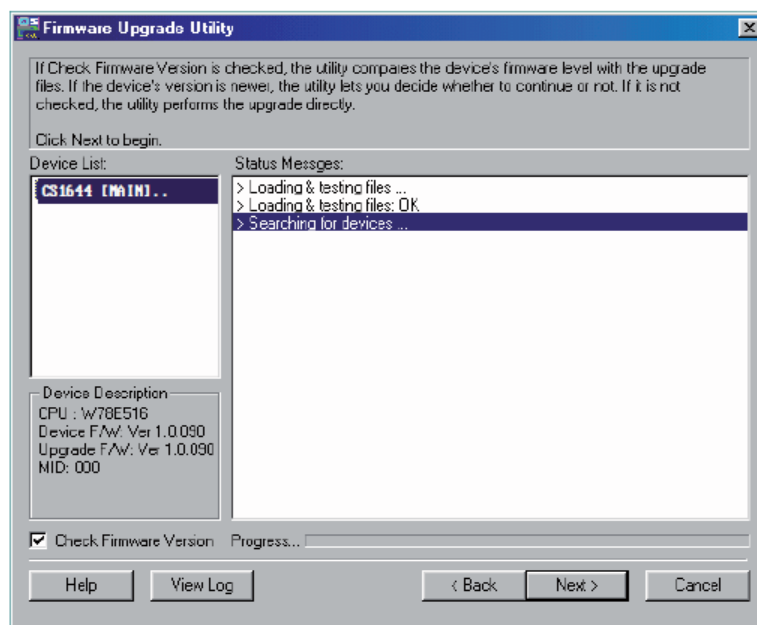 Firmware Upgrade Utility
If Check Firmware Version is checked, the utility compares the device's firmware level with the upgrade
files. If the device's version is newer, the utility lets you decide whether to continue or not. If it is not
checked, the utility performs the upgrade directly.
Click Next to begin.
Device List:
CS1644 [MAIN]..
Status Messges:
> Loading & testing files ...
> Loading & testing files: OK
> Searching for devices ...
Device Description
CPU : W78E516
Device F/W: Ver 1.0.090
Upgrade F/W: Ver 1.0.090
MID: 000
Check Firmware Version
Progress...
Help
View Log
< Back
Next >
Cancel